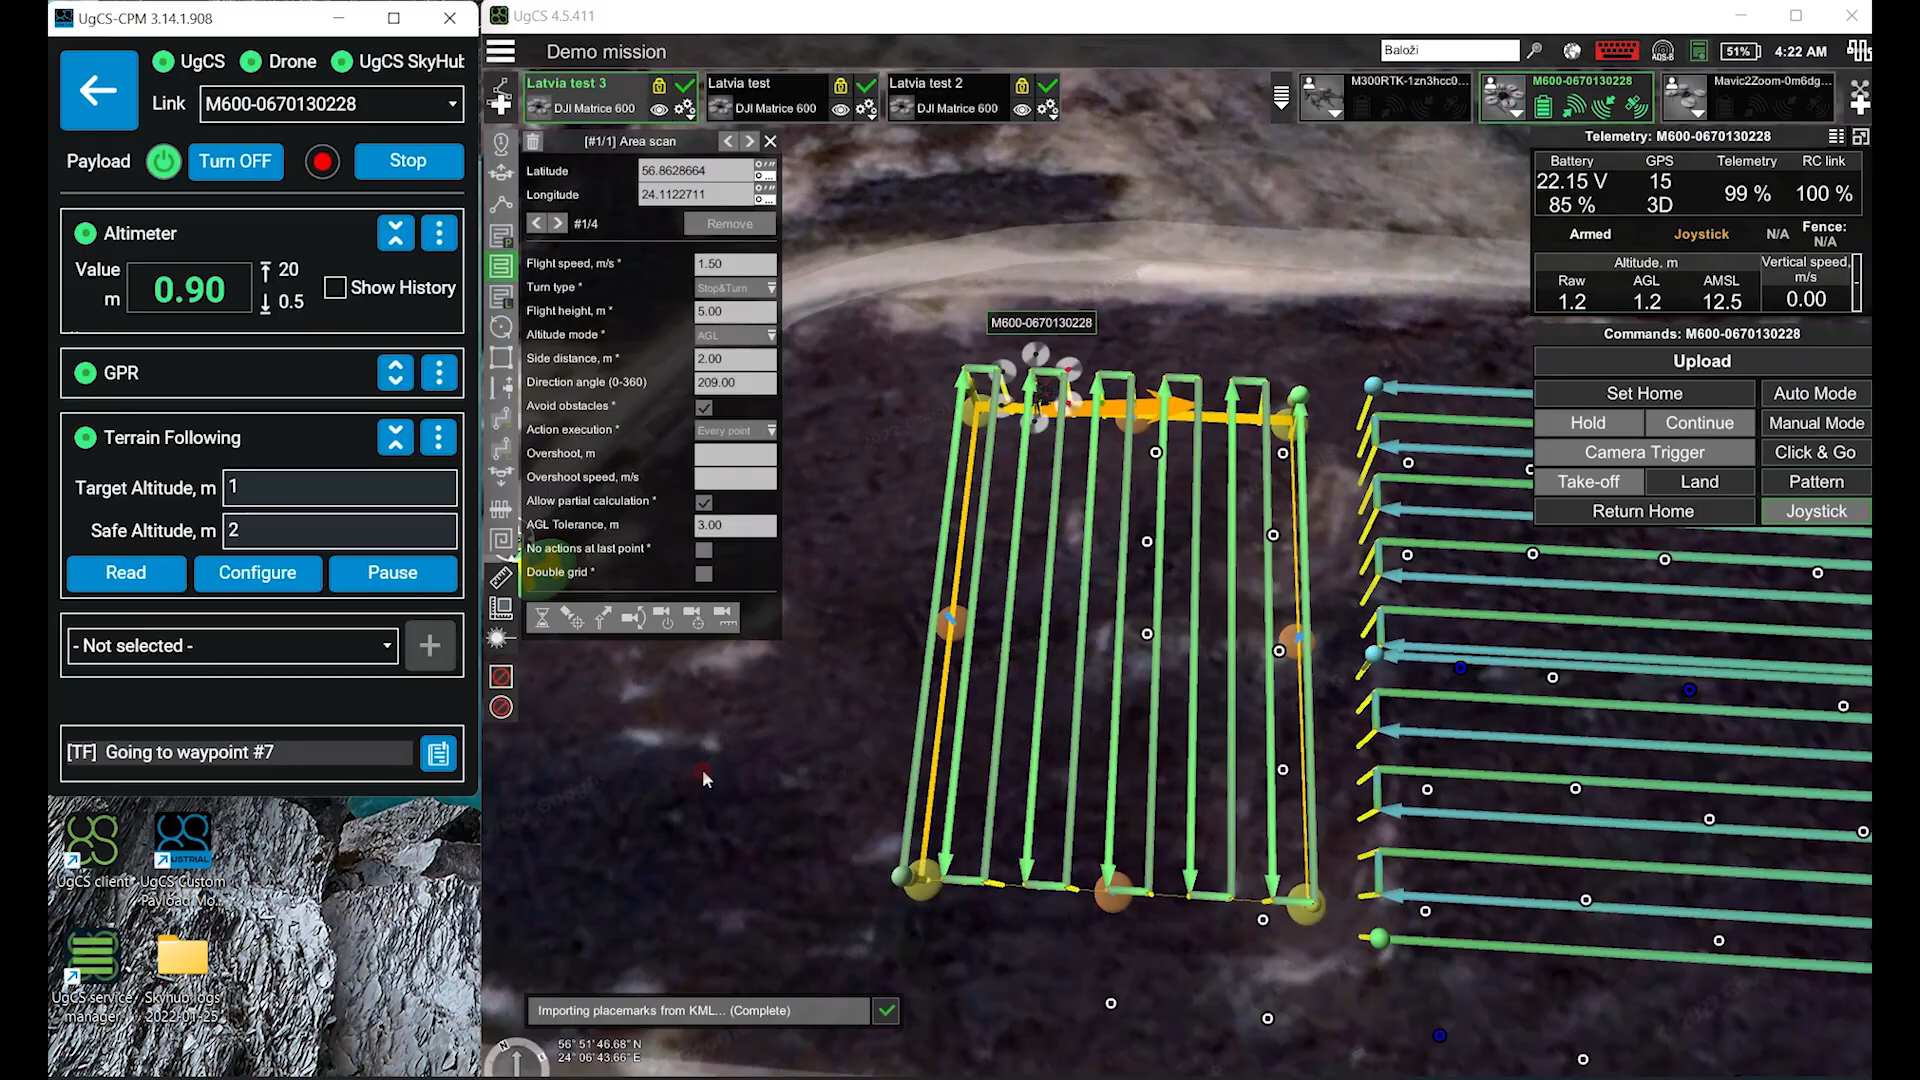 UgCS-CPM 3.14.1.908
UgCS
Drone
UgCS SkyHub
Link
M600-0670130228
Payload
Turn OFF
Stop
Altimeter
Value
m
0.90
20
0.5
Show History
GPR
Terrain Following
Target Altitude, m
1
Safe Altitude, m
2
Read
Configure
Pause
- Not selected -
[TF] Going to waypoint #7
UgCS client
UgCS Custom
Payload Mo...
UgCS service
manager
Skyhub logs
2022-01-25
UgCS 4.5.411
Demo mission
Baloži
ADS-B
51%
4:22 AM
Latvia test 3
DJI Matrice 600
Latvia test
DJI Matrice 600
Latvia test 2
DJI Matrice 600
M300RTK-1zn3hcc0...
M600-0670130228
Mavic2Zoom-0m6dg...
[#1/1] Area scan
Latitude
56.8628664
Longitude
24.1122711
#1/4
Remove
Flight speed, m/s *
1.50
Turn type *
Stop&Turn
Flight height, m *
5.00
Altitude mode *
AGL
Side distance, m *
2.00
Direction angle (0-360)
209.00
Avoid obstacles *
Action execution *
Every point
Overshoot, m
Overshoot speed, m/s
Allow partial calculation *
AGL Tolerance, m
3.00
No actions at last point *
Double grid *
M600-0670130228
Telemetry: M600-0670130228
Battery
GPS
Telemetry
RC link
22.15 V
85 %
15
3D
99 %
100 %
Armed
Joystick
N/A
Fence:
N/A
Altitude, m
Vertical speed,
m/s
Raw
AGL
AMSL
1.2
1.2
12.5
0.00
Commands: M600-0670130228
Upload
Set Home
Auto Mode
Hold
Continue
Manual Mode
Camera Trigger
Click & Go
Take-off
Land
Pattern
Return Home
Joystick
Importing placemarks from KML... (Complete)
N
56° 51'46.68" N
24° 06'43.66" E